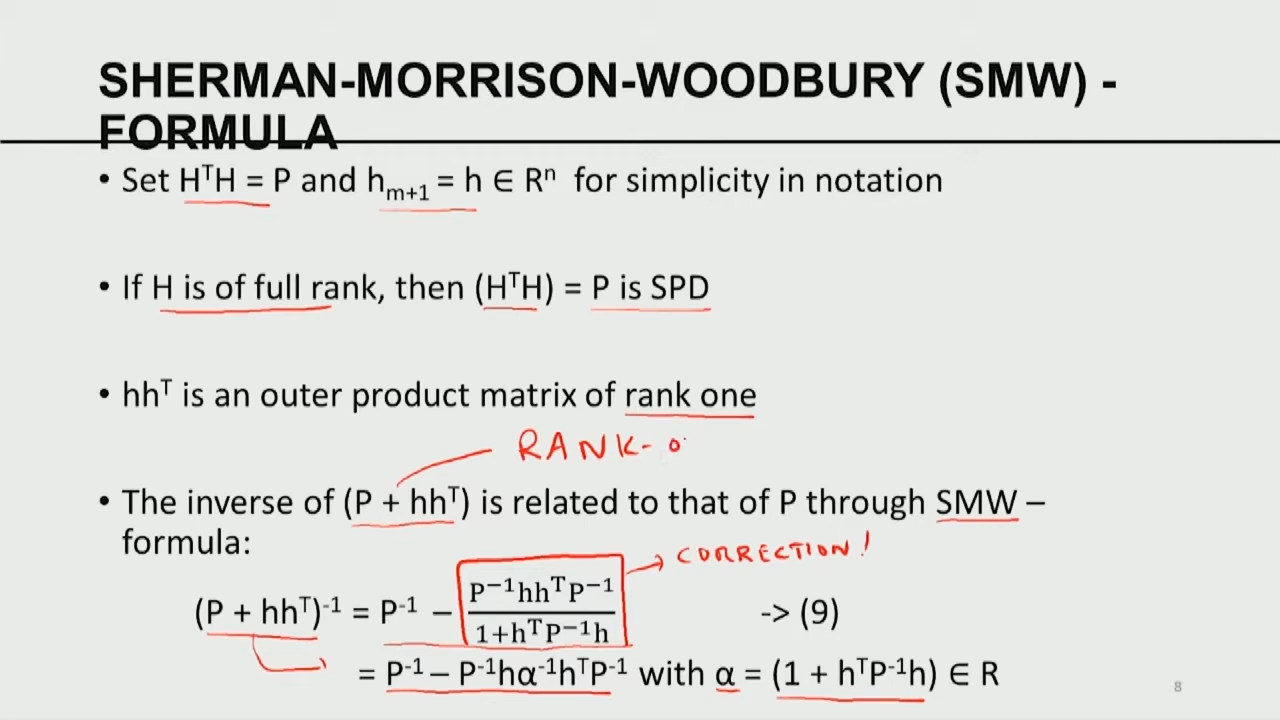 SHERMAN-MORRISON-WOODBURY (SMW) -
FORMULA
• Set HᵀH = P and hₘ₊₁ = h ∈ Rⁿ for simplicity in notation
• If H is of full rank, then (HᵀH) = P is SPD
• hhᵀ is an outer product matrix of rank one
RANK-
• The inverse of (P + hhᵀ) is related to that of P through SMW –
formula:
CORRECTION!
(P + hhᵀ)⁻¹ = P⁻¹ − P⁻¹hhᵀP⁻¹ / 1+hᵀP⁻¹h -> (9)
= P⁻¹ – P⁻¹hα⁻¹hᵀP⁻¹ with α = (1 + hᵀP⁻¹h) ∈ R
8